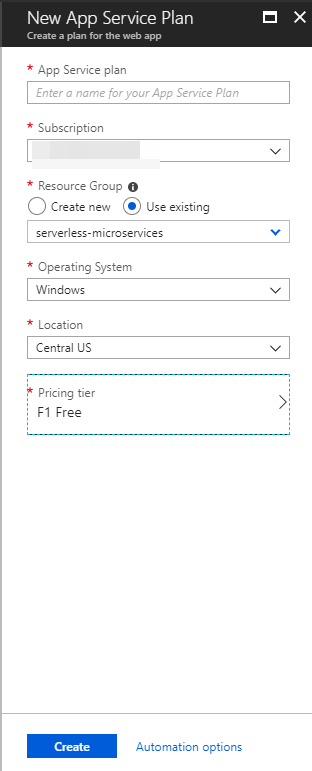 New App Service Plan
Create a plan for the web app
* App Service plan
Enter a name for your App Service Plan
* Subscription
* Resource Group
Create new Use existing
serverless-microservices
* Operating System
Windows
* Location
Central US
* Pricing tier
F1 Free
Create Automation options